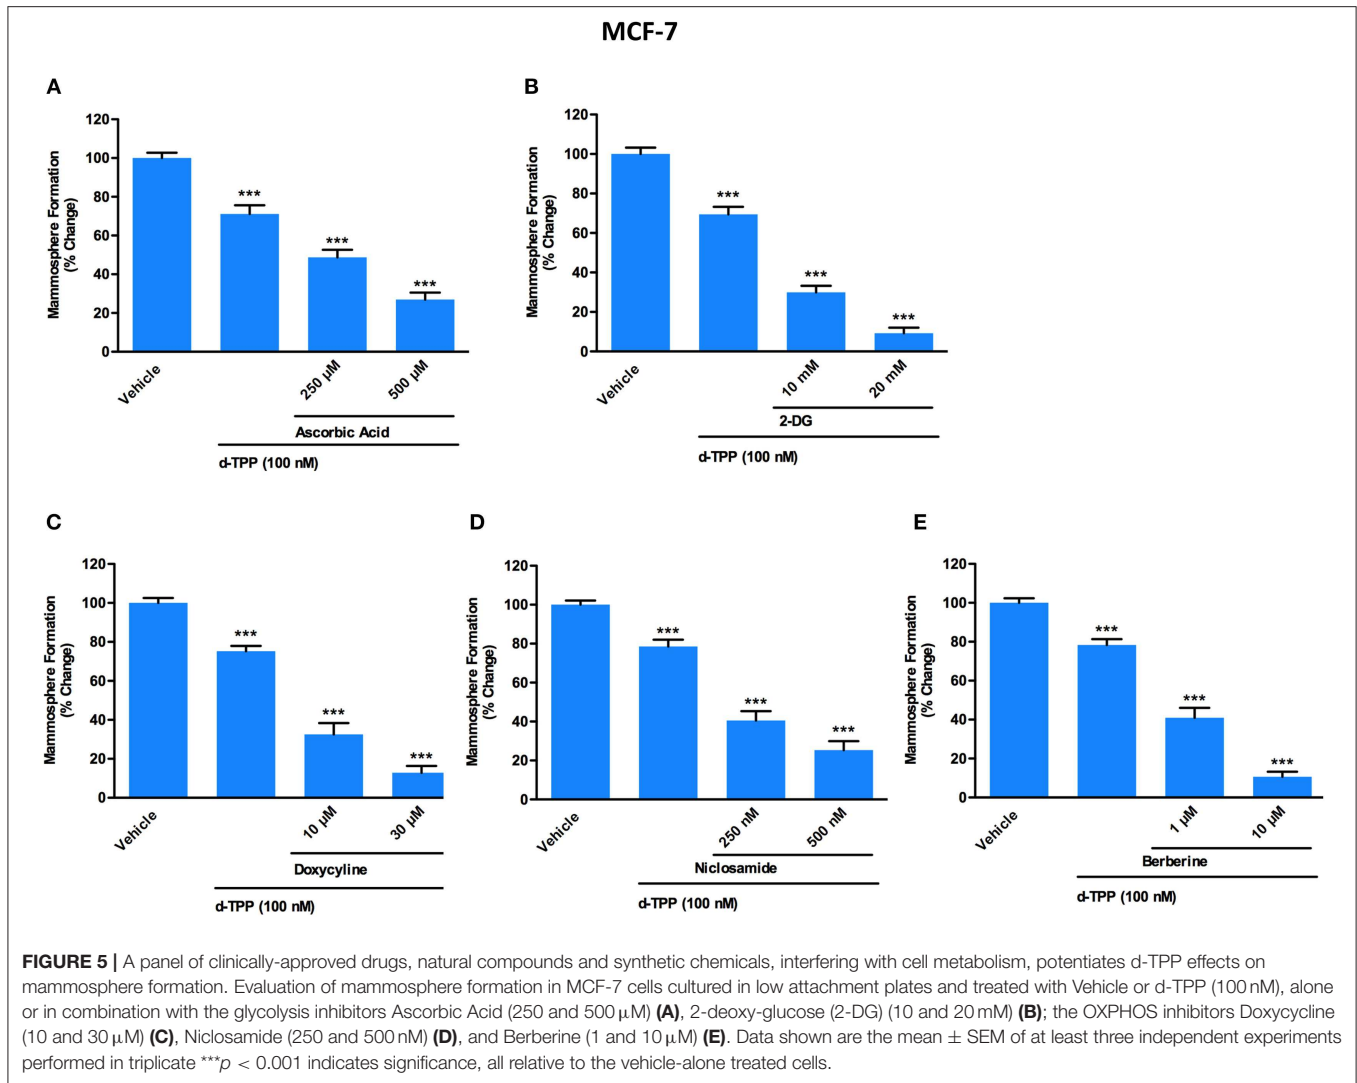 MCF-7
A
Mammosphere Formation
(% Change)
120
100
80
60
40
20
0
***
***
***
Vehicle
250 µM
500 µM
Ascorbic Acid
d-TPP (100 nM)
B
Mammosphere Formation
(% Change)
120
100
80
60
40
20
0
***
***
***
Vehicle
10 mM
20 mM
2-DG
d-TPP (100 nM)
C
Mammosphere Formation
(% Change)
120
100
80
60
40
20
0
***
***
***
Vehicle
10 µM
30 µM
Doxycyline
d-TPP (100 nM)
D
Mammosphere Formation
(% Change)
120
100
80
60
40
20
0
***
***
***
Vehicle
250 nM
500 nM
Niclosamide
d-TPP (100 nM)
E
Mammosphere Formation
(% Change)
120
100
80
60
40
20
0
***
***
***
Vehicle
1 µM
10 µM
Berberine
d-TPP (100 nM)
FIGURE 5 | A panel of clinically-approved drugs, natural compounds and synthetic chemicals, interfering with cell metabolism, potentiates d-TPP effects on
mammosphere formation. Evaluation of mammosphere formation in MCF-7 cells cultured in low attachment plates and treated with Vehicle or d-TPP (100 nM), alone
or in combination with the glycolysis inhibitors Ascorbic Acid (250 and 500 µM) (A), 2-deoxy-glucose (2-DG) (10 and 20 mM) (B); the OXPHOS inhibitors Doxycycline
(10 and 30 µM) (C), Niclosamide (250 and 500 nM) (D), and Berberine (1 and 10 µM) (E). Data shown are the mean ± SEM of at least three independent experiments
performed in triplicate ***p < 0.001 indicates significance, all relative to the vehicle-alone treated cells.